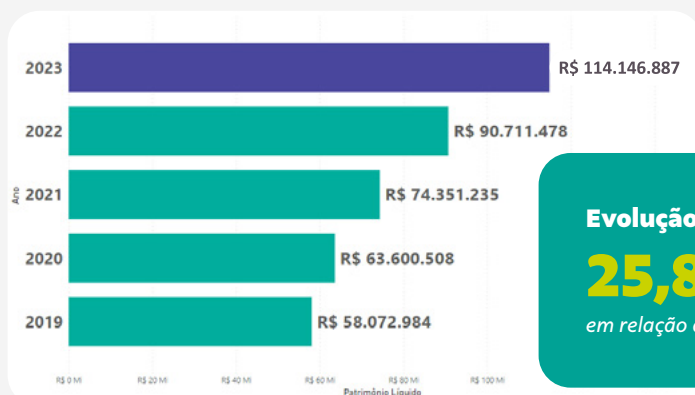 2023 R$ 114.146.887
2022 R$ 90.711.478
Ano
2021 R$ 74.351.235
2020 R$ 63.600.508
2019 R$ 58.072.984
R$ 0 Mi R$ 20 Mi R$ 40 Mi R$ 60 Mi R$ 80 Mi R$ 100 Mi
Patrimônio Líquido
Evolução
25,8
em relação